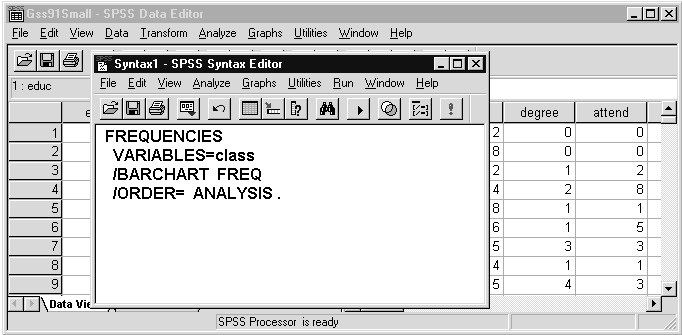 Gss91Small - SPSS Data Editor
File Edit View Data Transform Analyze Graphs Utilities Window Help
1 : educ
Syntax1 - SPSS Syntax Editor
File Edit View Analyze Graphs Utilities Run Window Help
FREQUENCIES
VARIABLES=class
/BARCHART FREQ
/ORDER= ANALYSIS .
e degree attend
1 2 0 0
2 8 0 0
3 2 1 2
4 4 2 8
5 8 1 1
6 6 1 5
7 5 3 3
8 4 1 1
9 5 4 3
Data Vie
SPSS Processor is ready